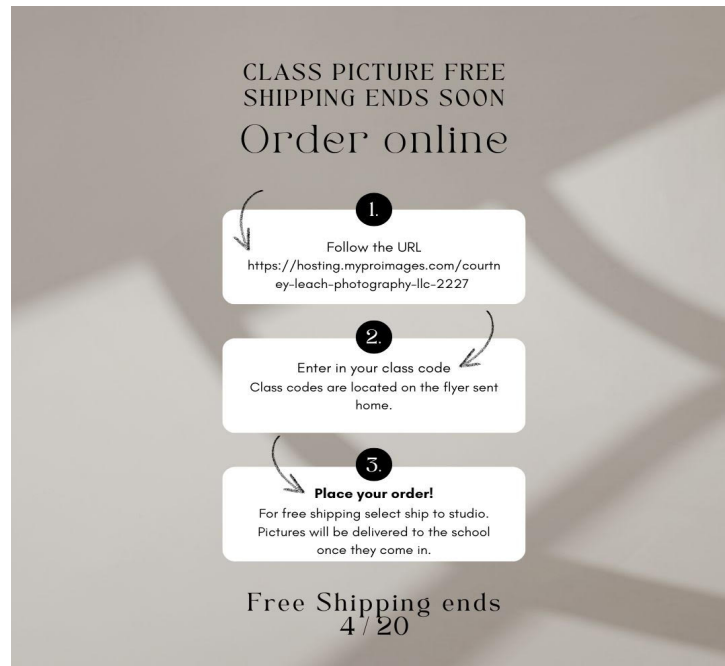 CLASS PICTURE FREE
SHIPPING ENDS SOON
Order online
1.
Follow the URL
https://hosting.myproimages.com/courtn
ey-leach-photography-llc-2227
2.
Enter in your class code
Class codes are located on the flyer sent
home.
3.
Place your order!
For free shipping select ship to studio.
Pictures will be delivered to the school
once they come in.
Free Shipping ends
4/20